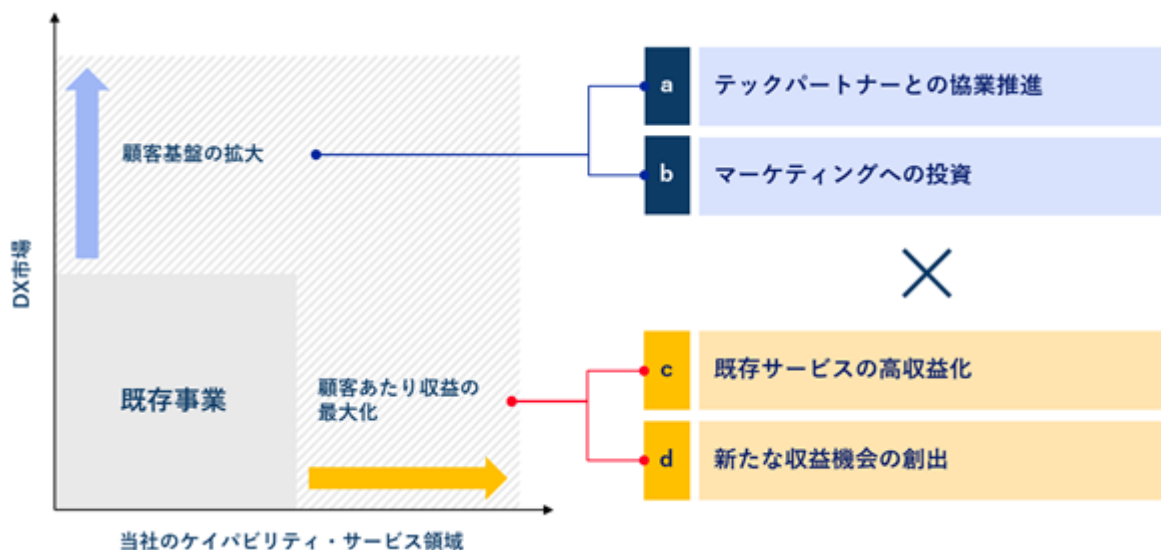 DX市場
顧客基盤の拡大
既存事業
顧客あたり収益の
最大化
当社のケイパビリティ・サービス領域
a
テックパートナーとの協業推進
b
マーケティングへの投資
c
既存サービスの高収益化
d
新たな収益機会の創出